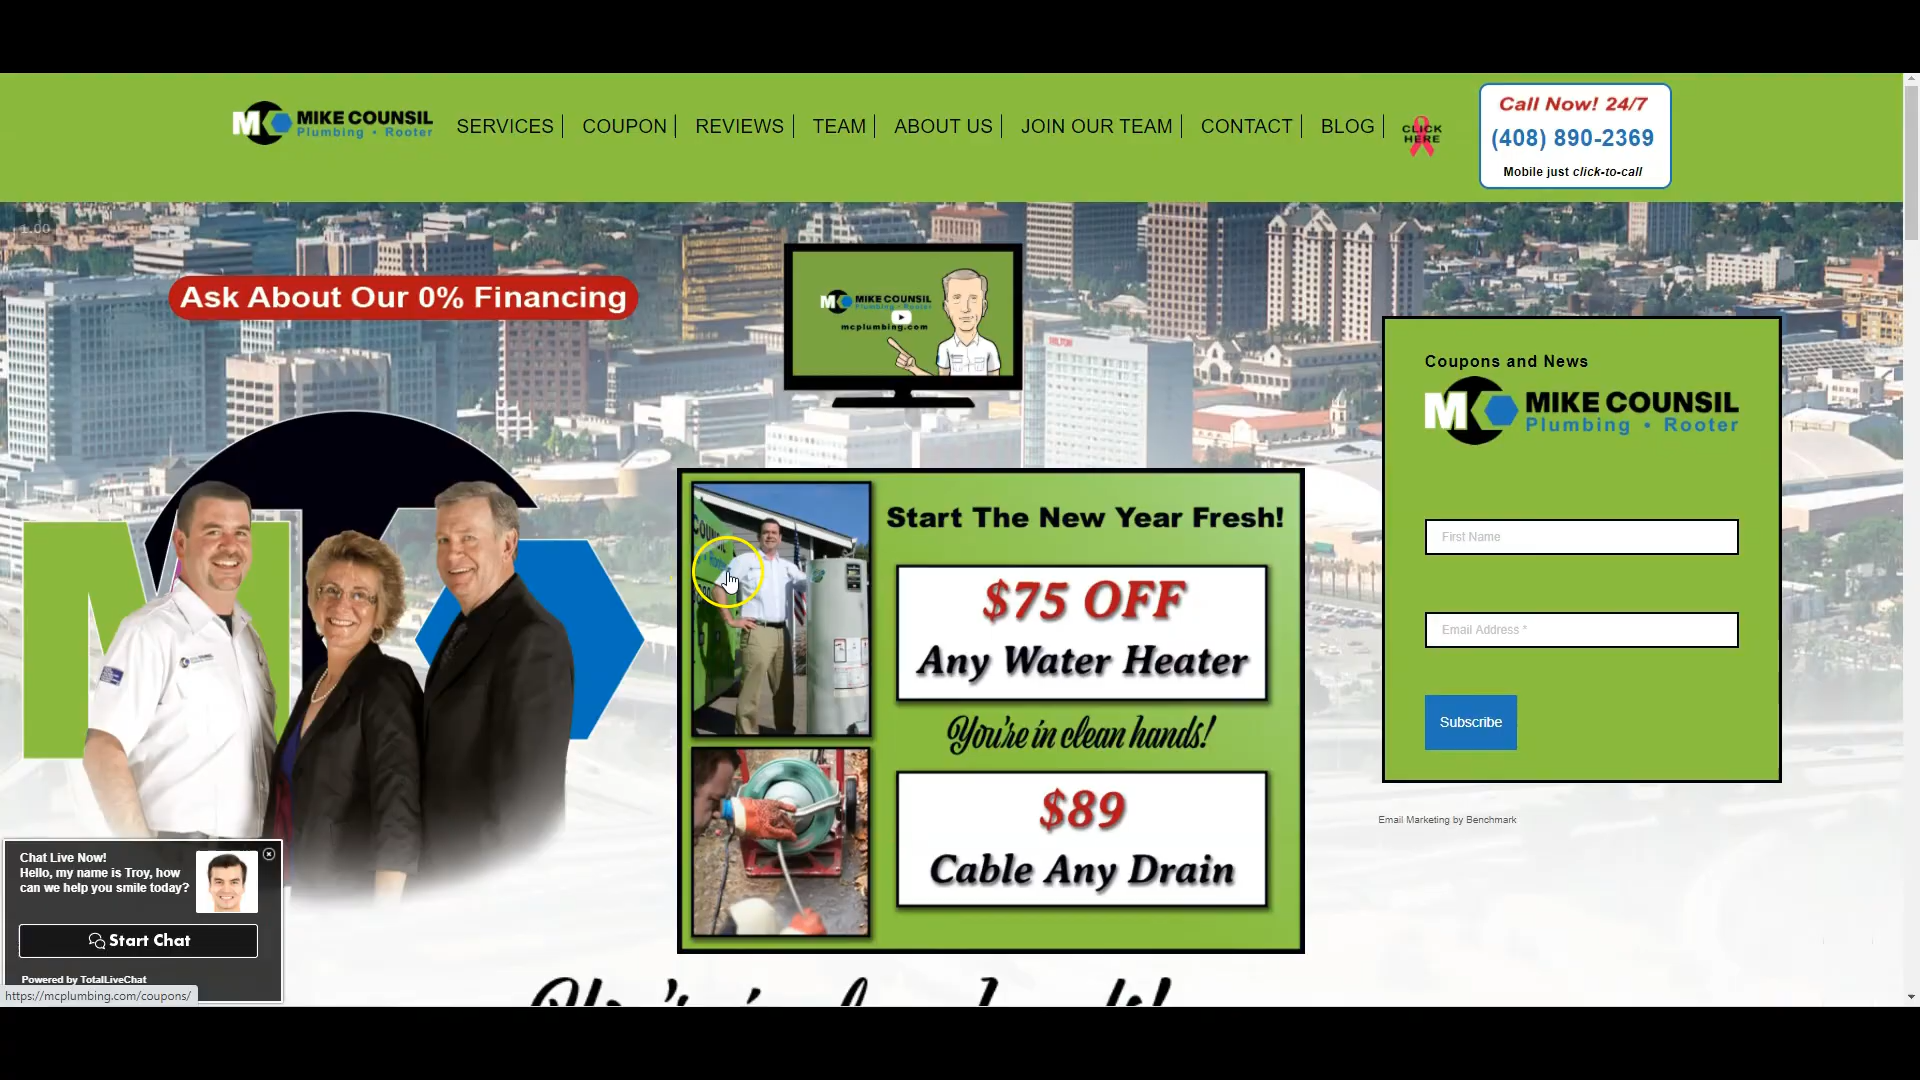 MIKE COUNSIL
Plumbing • Rooter
SERVICES
COUPON
REVIEWS
TEAM
ABOUT US
JOIN OUR TEAM
CONTACT
BLOG
CLICK
HERE
Call Now! 24/7
(408) 890-2369
Mobile just click-to-call
1.00
Ask About Our 0% Financing
MIKE COUNSIL
Plumbing • Rooter
mcplumbing.com
HILTON
Coupons and News
MIKE COUNSIL
Plumbing • Rooter
First Name
Email Address *
Subscribe
Email Marketing by Benchmark
Start The New Year Fresh!
$75 OFF
Any Water Heater
You're in clean hands!
$89
Cable Any Drain
Chat Live Now!
Hello, my name is Troy, how
can we help you smile today?
Start Chat
Powered by TotalLiveChat
https://mcplumbing.com/coupons/